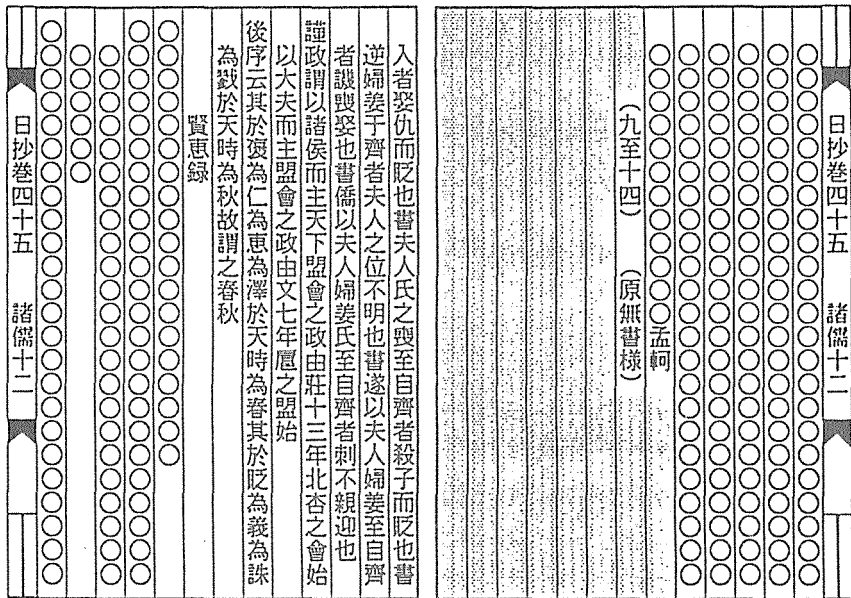 日抄巻四十五　諸儒十二
孟軻
（九至十四）　（原無書様）
入者娶仇而貶也書夫人氏之喪至自齊者殺子而貶也書
逆婦姜于齊者夫人之位不明也書遂以夫人婦姜至自齊
者譏喪娶也書僑以夫人婦姜氏至自齊者刺不親迎也
謹政謂以諸侯而主天下盟會之政由莊十三年北杏之會始
以大夫而主盟會之政由文七年扈之盟始
後序云其於褒為仁為恵為澤於天時為春其於貶為義為誅
為戮於天時為秋故謂之春秋
賢恵録
日抄巻四十五　諸儒十二